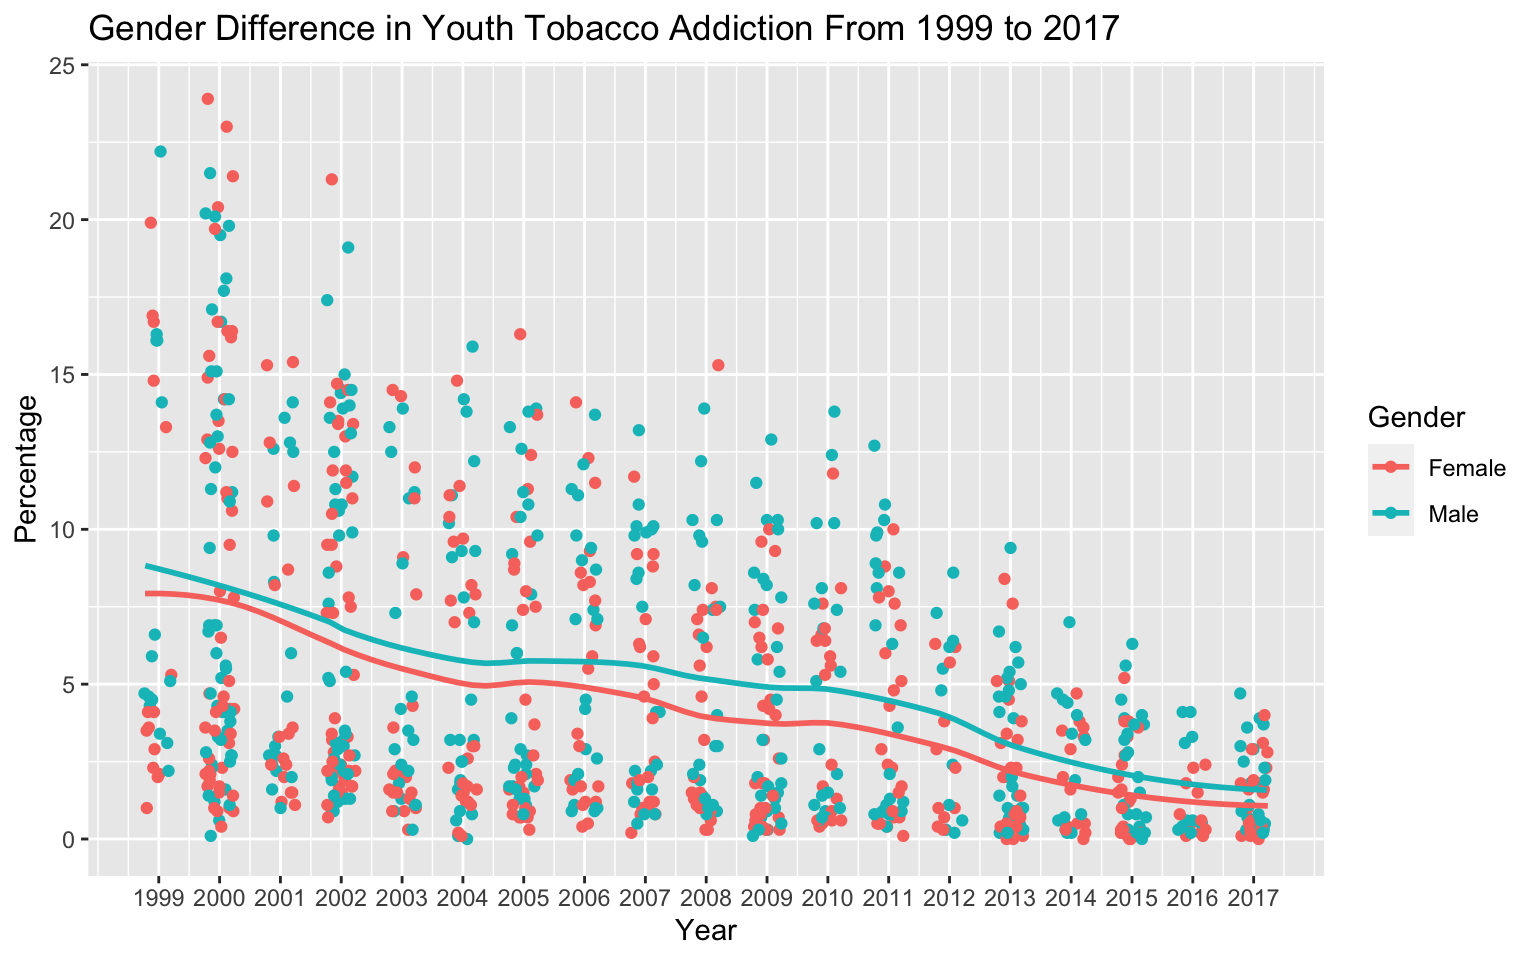 Gender Difference in Youth Tobacco Addiction From 1999 to 2017
25
20
15
10
5
0
Percentage
1999 2000 2001 2002 2003 2004 2005 2006 2007 2008 2009 2010 2011 2012 2013 2014 2015 2016 2017
Year
Gender
Female
Male